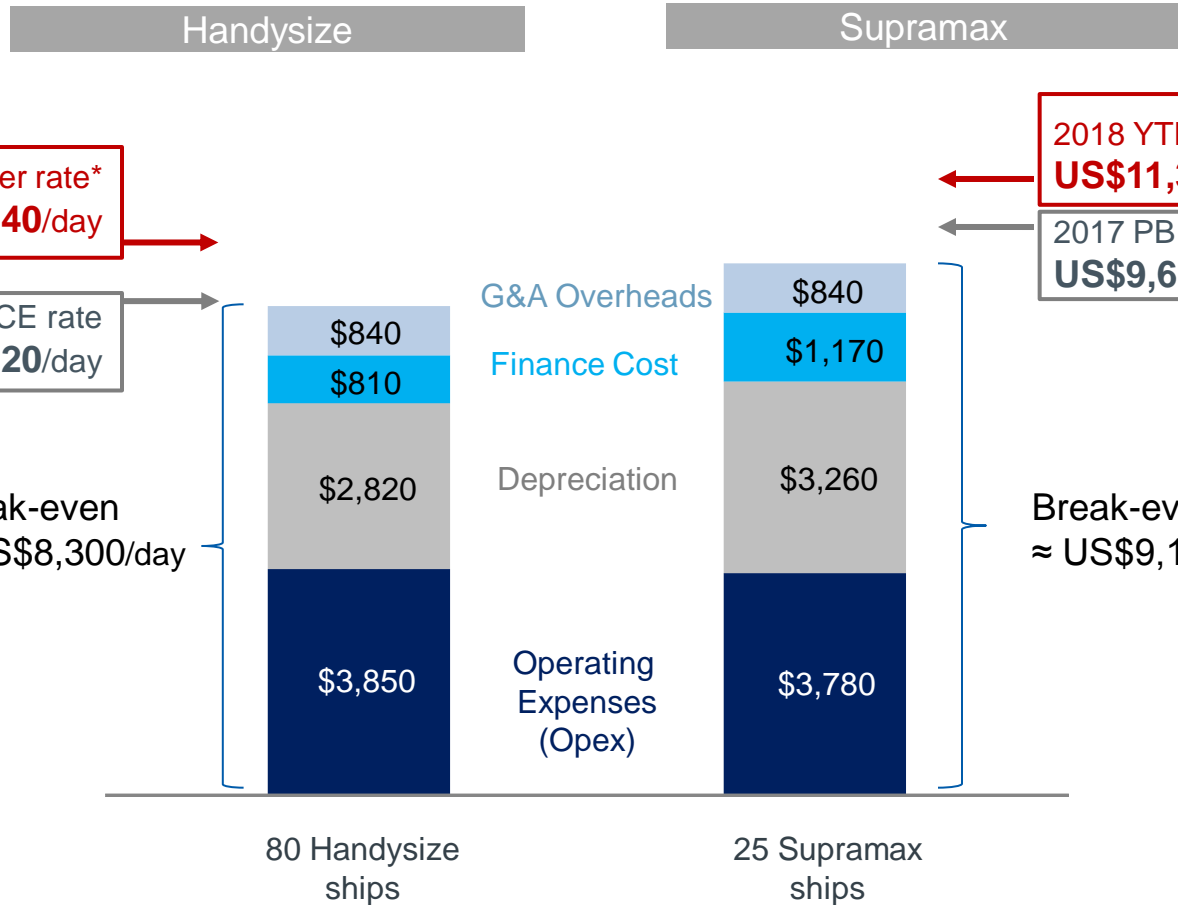 Handysize
Supramax
er rate*
40/day
CE rate
20/day
ak-even
S$8,300/day
$840
$810
$2,820
$3,850
80 Handysize
ships
G&A Overheads
Finance Cost
Depreciation
Operating
Expenses
(Opex)
$840
$1,170
$3,260
$3,780
25 Supramax
ships
2018 YT
US$11,3
2017 PB
US$9,6
Break-ev
≈ US$9,1